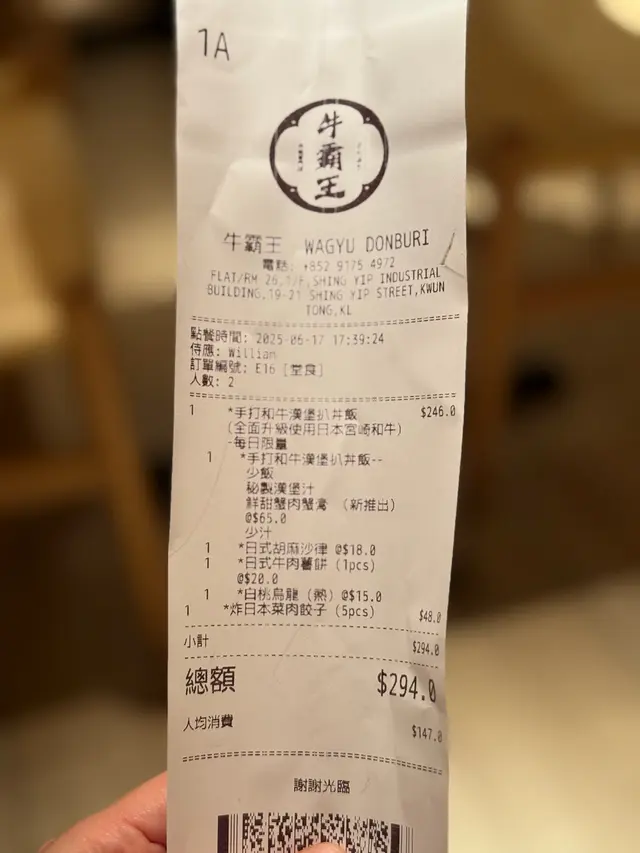 1A
牛
霸
王
牛霸王 WAGYU DONBURI
電話: +852 9175 4972
FLAT/RM 26,1/F,SHING YIP INDUSTRIAL
BUILDING,19-21 SHING YIP STREET,KWUN
TONG,KL
點餐時間: 2025-06-17 17:39:24
侍應: William
訂單編號: E16 [堂食]
人數: 2
1 *手打和牛漢堡扒丼飯 $246.0
(全面升級使用日本宮崎和牛)
-每日限量
1 *手打和牛漢堡扒丼飯--
少飯
秘製漢堡汁
鮮甜蟹肉蟹膏 (新推出)
@$65.0
少汁
1 *日式胡麻沙律 @$18.0
1 *日式牛肉薯餅 (1pcs)
@$20.0
1 *白桃烏龍 (熱) @$15.0
1 *炸日本菜肉餃子 (5pcs) $48.0
小計 $294.0
總額 $294.0
人均消費 $147.0
謝謝光臨